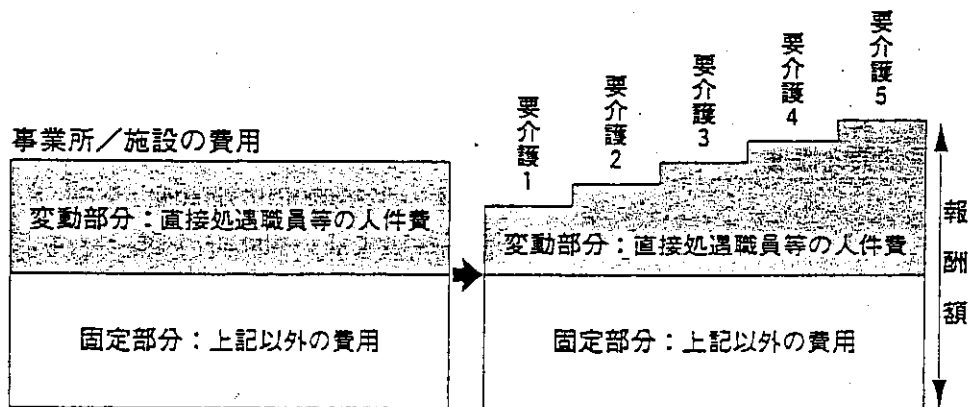 事業所／施設の費用
変動部分：直接処遇職員等の人件費
固定部分：上記以外の費用
要介護1
要介護2
要介護3
要介護4
要介護5
変動部分：直接処遇職員等の人件費
固定部分：上記以外の費用
報酬額